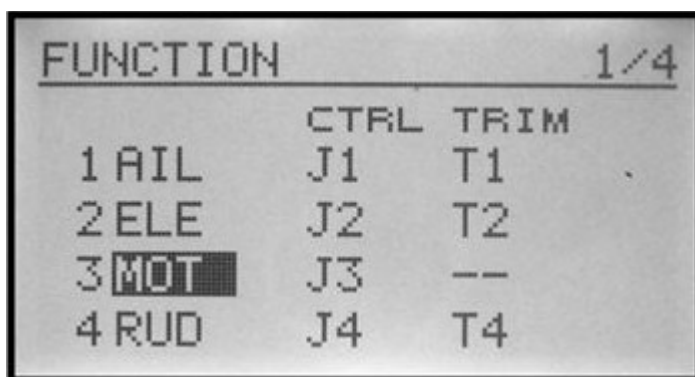 FUNCTION 1/4
CTRL TRIM
1 AIL J1 T1
2 ELE J2 T2
3 MOT J3 --
4 RUD J4 T4